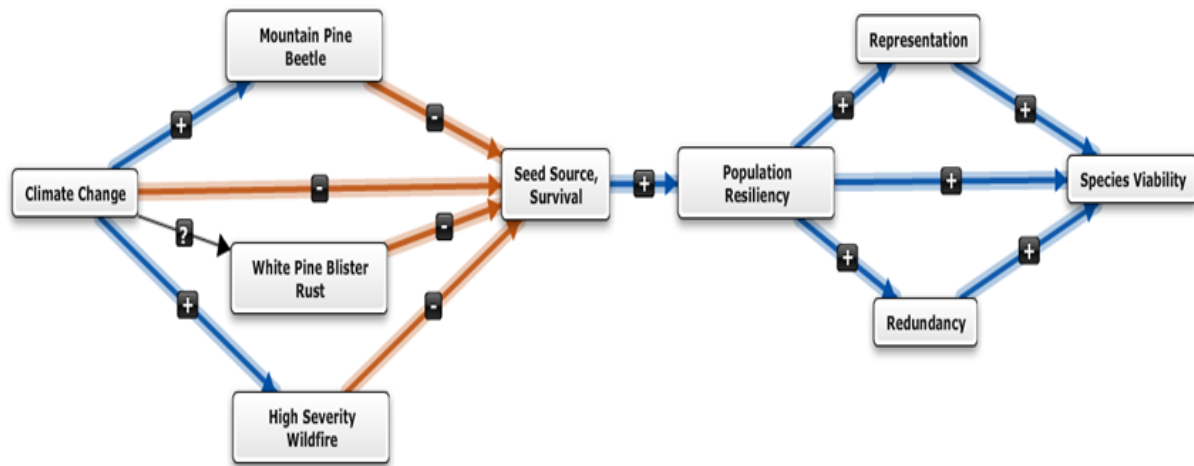 Mountain Pine
Beetle
Representation
+
-
+
+
Climate Change
-
Seed Source,
Survival
+
Population
Resiliency
+
Species Viability
?
-
White Pine Blister
Rust
+
+
+
-
Redundancy
High Severity
Wildfire